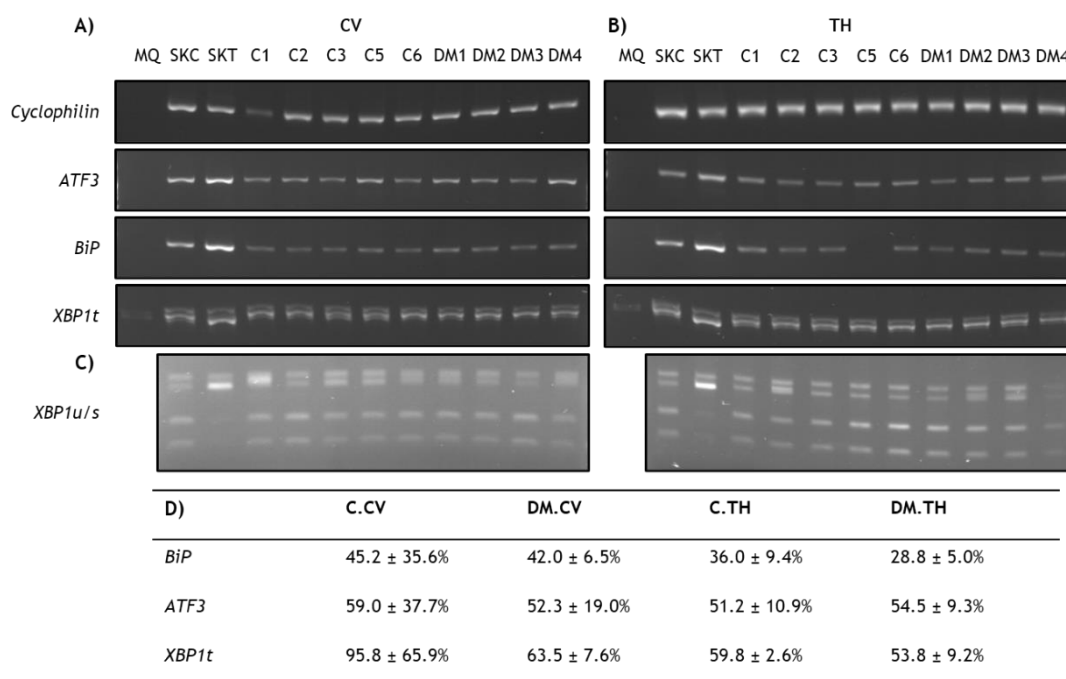 A) CV B) TH
MQ SKC SKT C1 C2 C3 C5 C6 DM1 DM2 DM3 DM4 MQ SKC SKT C1 C2 C3 C5 C6 DM1 DM2 DM3 DM4
Cyclophilin
ATF3
BiP
XBP1t
C)
XBP1u/s
D) C.CV DM.CV C.TH DM.TH
BiP 45.2 ± 35.6% 42.0 ± 6.5% 36.0 ± 9.4% 28.8 ± 5.0%
ATF3 59.0 ± 37.7% 52.3 ± 19.0% 51.2 ± 10.9% 54.5 ± 9.3%
XBP1t 95.8 ± 65.9% 63.5 ± 7.6% 59.8 ± 2.6% 53.8 ± 9.2%